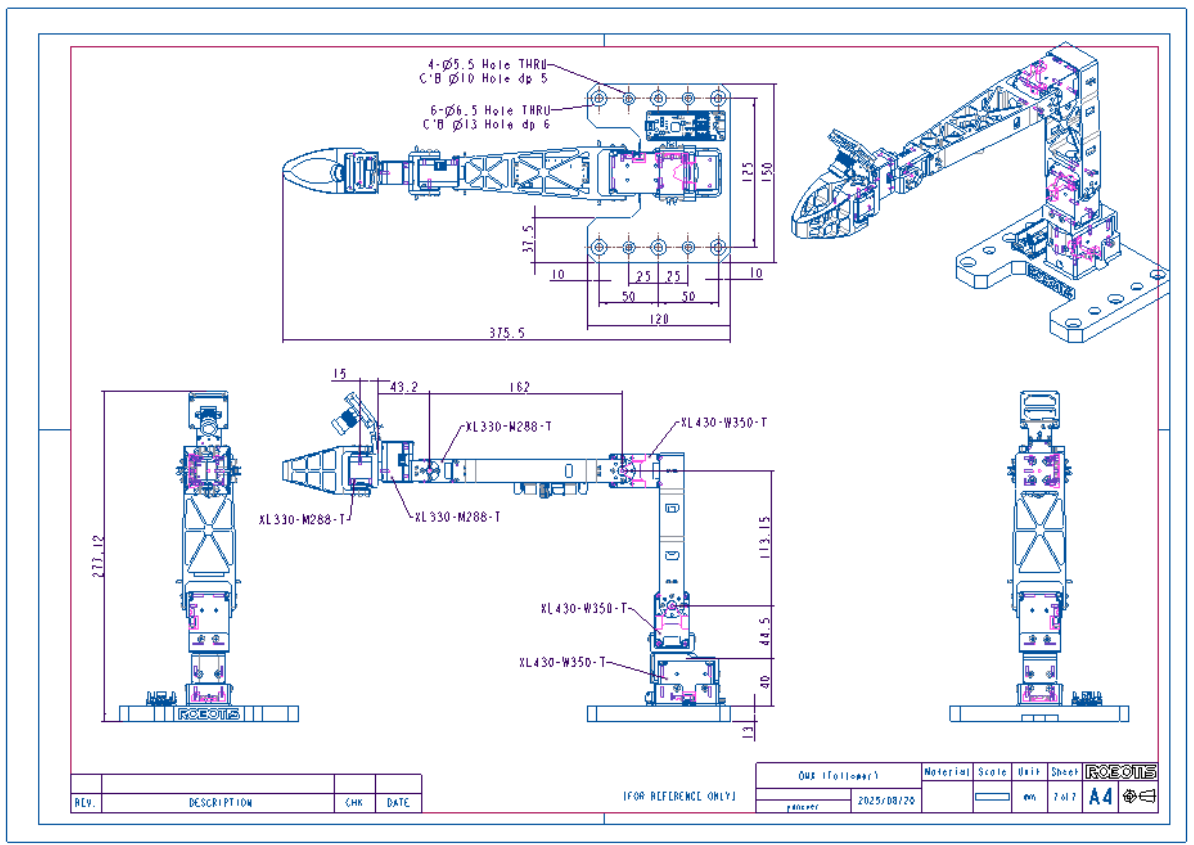 4-Ø5.5 Hole THRU
C'B Ø10 Hole dp 5
6-Ø6.5 Hole THRU
C'B Ø13 Hole dp 6
125
150
37.5
10
25
25
10
50
50
120
375.5
ROBOTIS
15
43.2
162
XL330-M288-T
XL430-W350-T
XL330-M288-T
XL330-M288-T
277.12
113.15
XL430-W350-T
44.5
XL430-W350-T
40
13
ROBOTIS
REV. DESCRIPTION CHK DATE
[FOR REFERENCE ONLY]
OMX (Follower)
2025/08/20
Material Scale Unit Sheet ROBOTIS
mm 7 of 7 A4